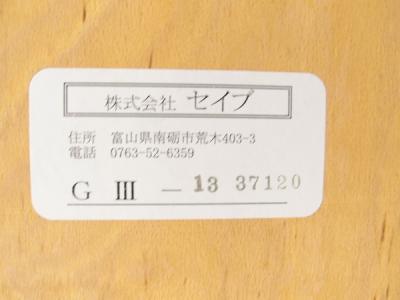 株式会社 セイブ
住所 富山県南砺市荒木403-3
電話 0763-52-6359
G Ⅲ — 13 37120